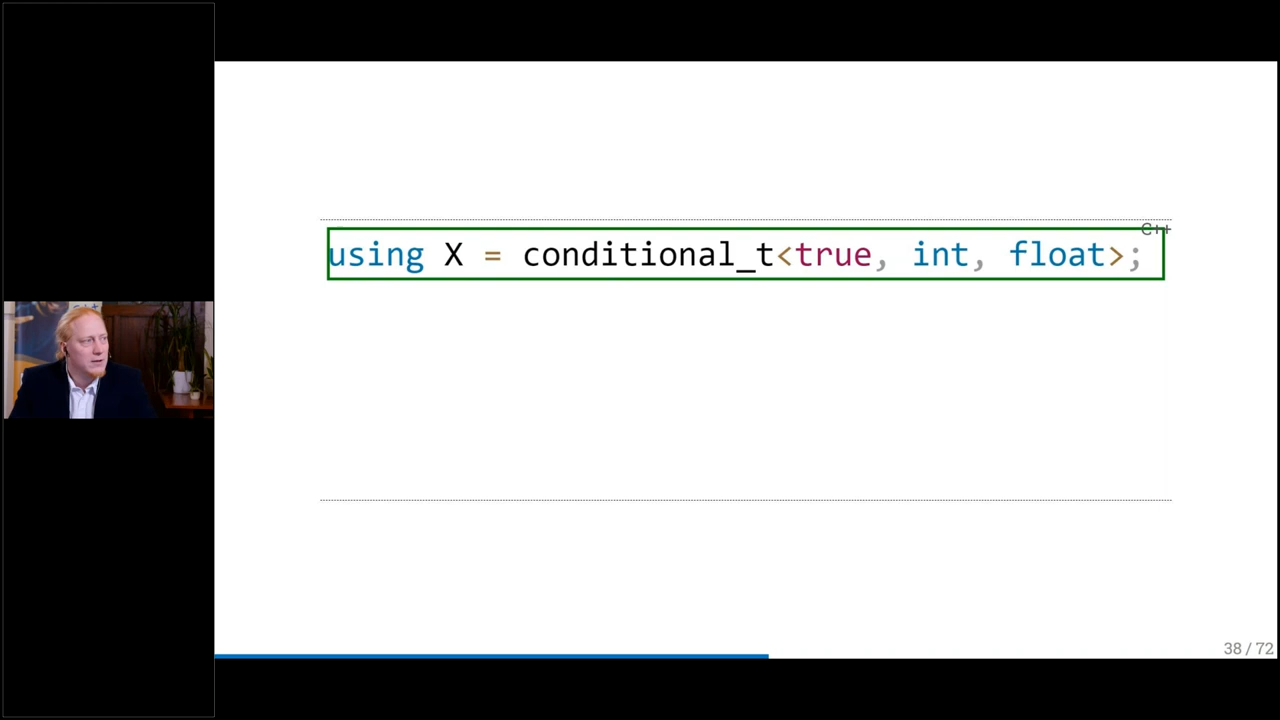 C++
using X = conditional_t<true, int, float>;
38 / 72